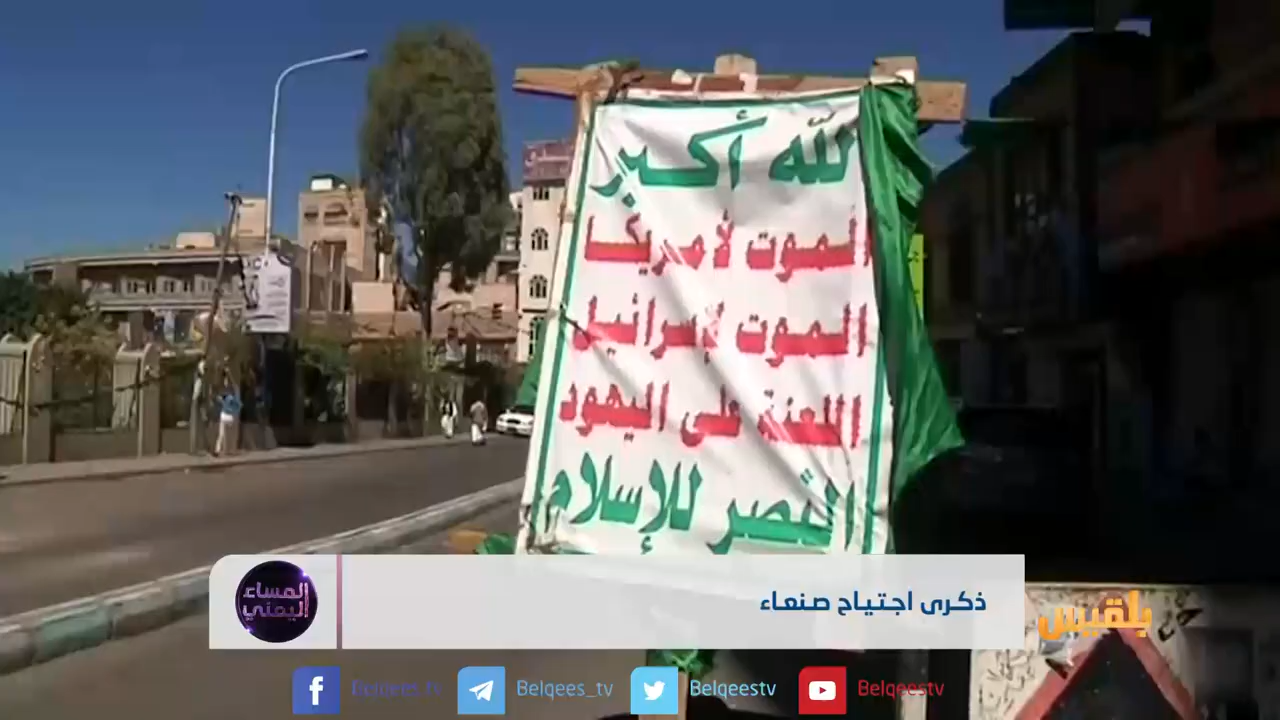 الله أكبر
الموت لأمريكا
الموت لإسرائيل
اللعنة على اليهود
النصر للإسلام
المساء اليمني
ذكرى اجتياح صنعاء
بلقيس
Belqees_tv
Belqees_tv
Belqeestv
Belqeestv